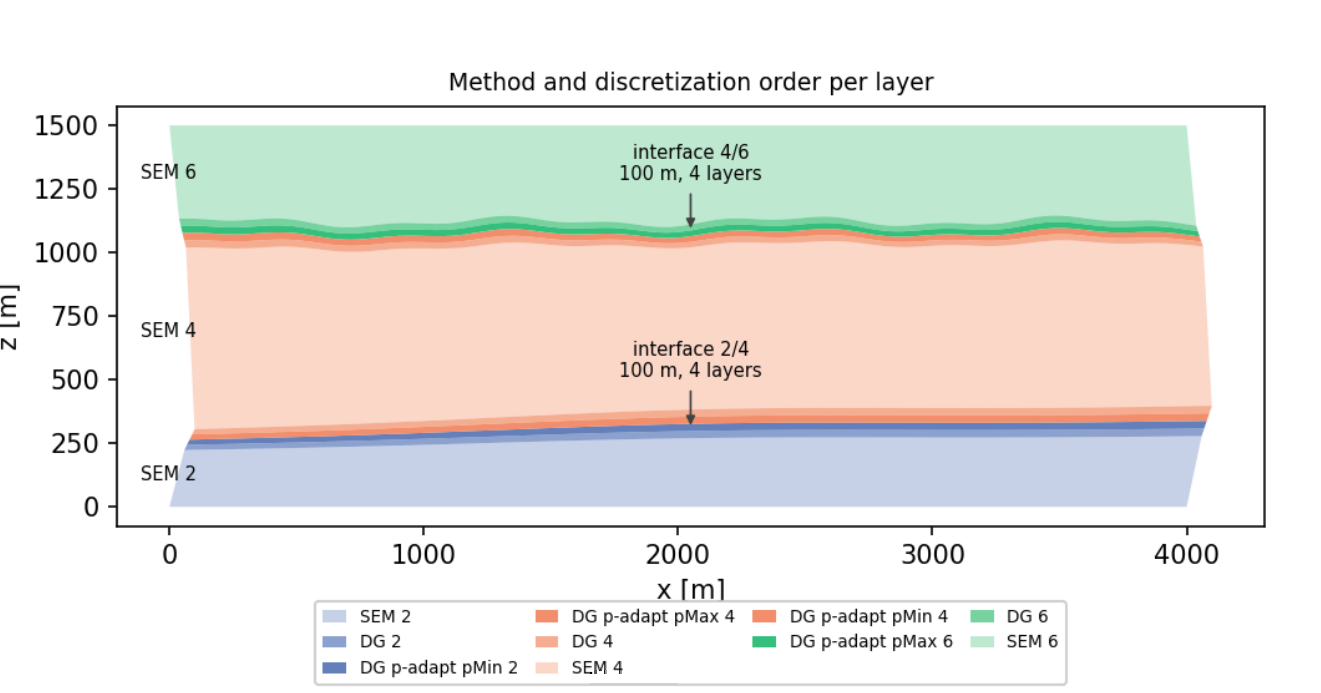 Method and discretization order per layer
1500
1250
1000
750
500
250
0
z [m]
SEM 6
SEM 4
SEM 2
interface 4/6
100 m, 4 layers
interface 2/4
100 m, 4 layers
0
1000
2000
3000
4000
x [m]
SEM 2
DG 2
DG p-adapt pMin 2
DG p-adapt pMax 4
DG 4
SEM 4
DG p-adapt pMin 4
DG p-adapt pMax 6
DG 6
SEM 6